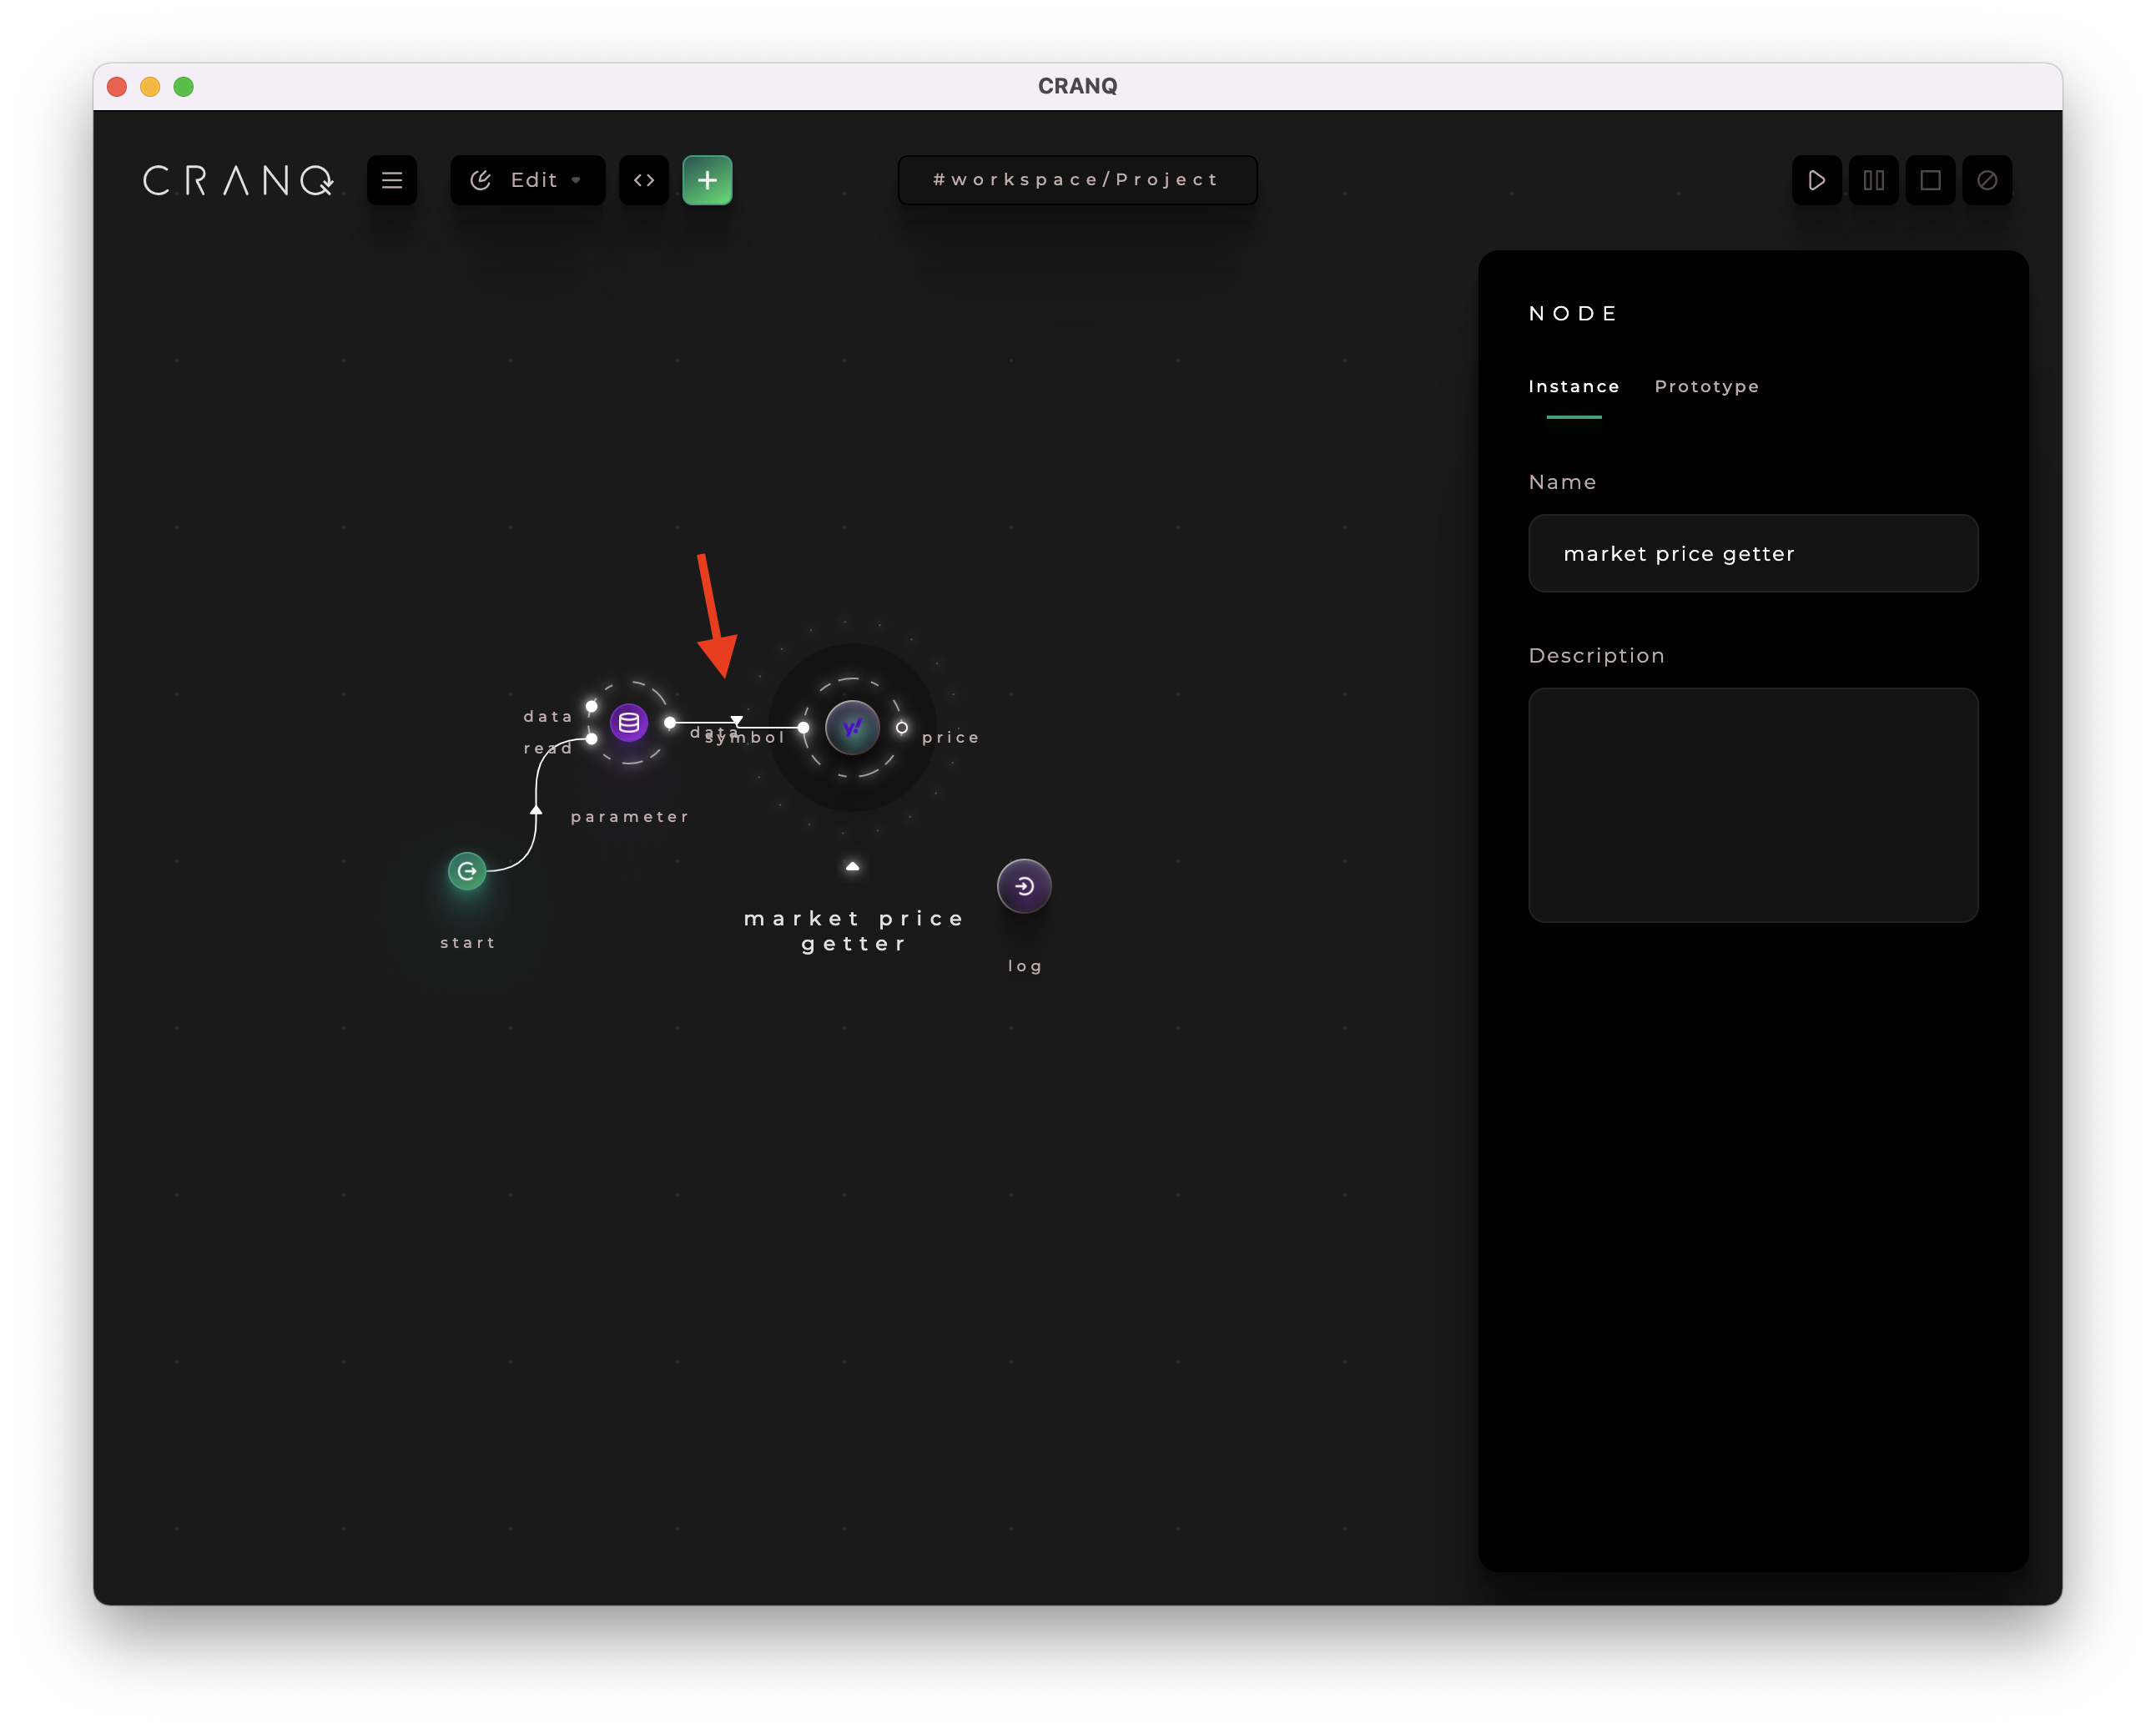 CRANQ
CRANQ
Edit
#workspace/Project
NODE
Instance Prototype
Name
market price getter
Description
data
read
data
symbol
price
parameter
start
market price
getter
log